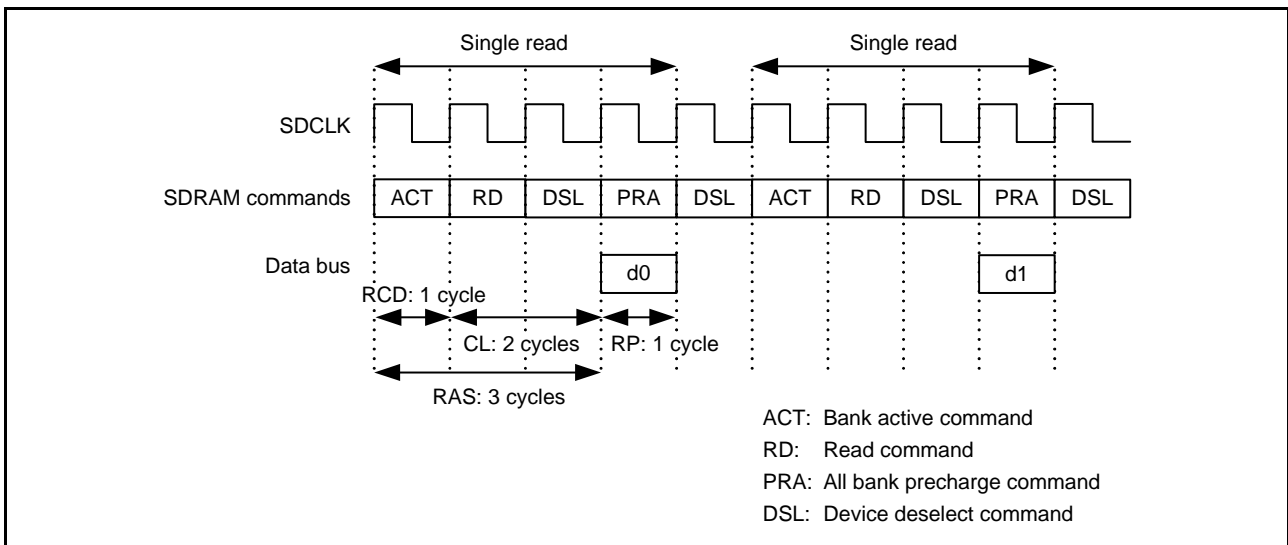 Single read Single read
SDCLK
SDRAM commands ACT RD DSL PRA DSL ACT RD DSL PRA DSL
Data bus d0 d1
RCD: 1 cycle
CL: 2 cycles RP: 1 cycle
RAS: 3 cycles
ACT: Bank active command
RD: Read command
PRA: All bank precharge command
DSL: Device deselect command